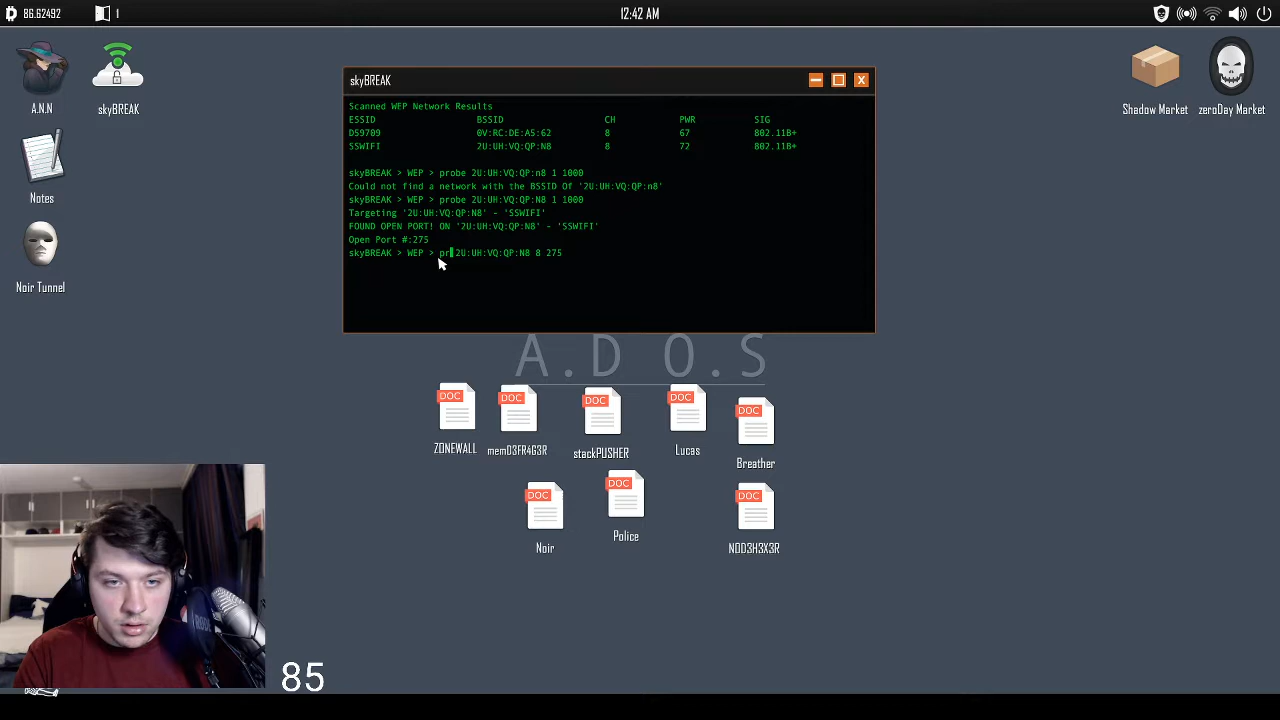 86.62492
1
12:42 AM
A.N.N
skyBREAK
Notes
Noir Tunnel
Shadow Market
zeroDay Market
skyBREAK
X
Scanned WEP Network Results
ESSID BSSID CH PWR SIG
D59709 0V:RC:DE:A5:62 8 67 802.11B+
SSWIFI 2U:UH:VQ:QP:N8 8 72 802.11B+
skyBREAK > WEP > probe 2U:UH:VQ:QP:n8 1 1000
Could not find a network with the BSSID Of '2U:UH:VQ:QP:n8'
skyBREAK > WEP > probe 2U:UH:VQ:QP:N8 1 1000
Targeting '2U:UH:VQ:QP:N8' - 'SSWIFI'
FOUND OPEN PORT! ON '2U:UH:VQ:QP:N8' - 'SSWIFI'
Open Port #:275
skyBREAK > WEP > pr 2U:UH:VQ:QP:N8 8 275
A.D O.S
DOC
DOC
DOC
DOC
DOC
ZONEWALL
memD3FR4G3R
stackPUSHER
Lucas
Breather
DOC
DOC
DOC
Noir
Police
N0D3H3X3R
RODE
85